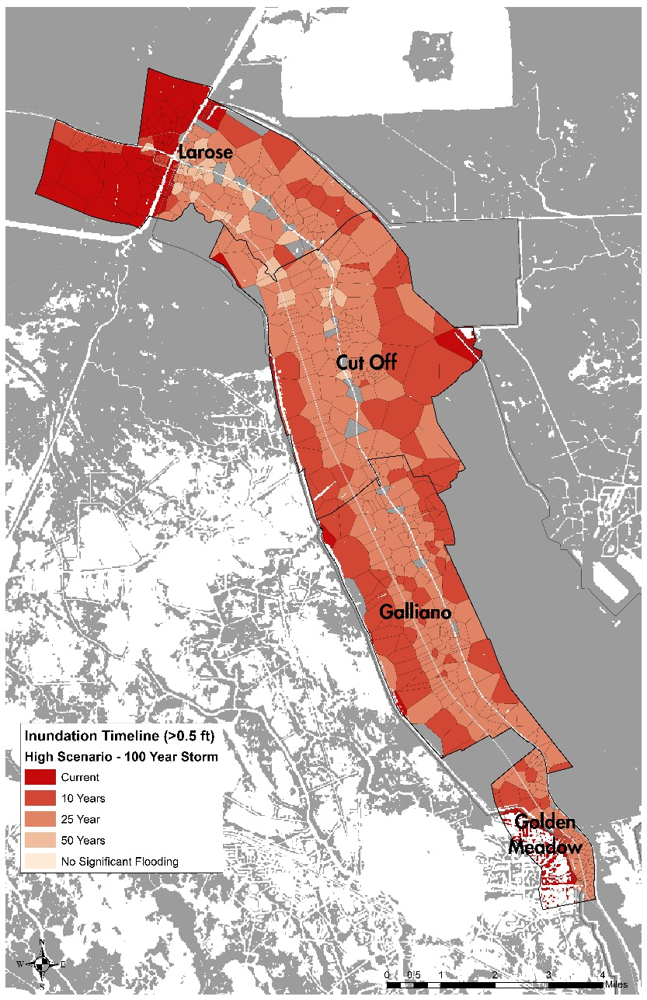 Larose
Cut Off
Galliano
Golden
Meadow
Inundation Timeline (>0.5 ft)
High Scenario - 100 Year Storm
Current
10 Years
25 Year
50 Years
No Significant Flooding
N
W E
S
0 0.5 1 2 3 4
Miles